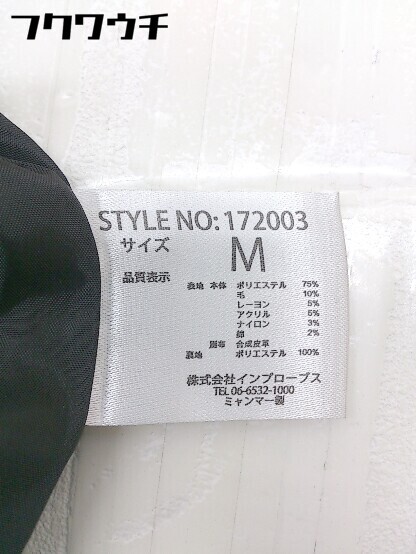 フクワウチ
STYLE NO: 172003
サイズ M
品質表示
表地 本体 ポリエステル 75%
毛 10%
レーヨン 5%
アクリル 5%
ナイロン 3%
綿 2%
別布 合成皮革
裏地 ポリエステル 100%
株式会社インプローブス
TEL 06-6532-1000
ミャンマー製